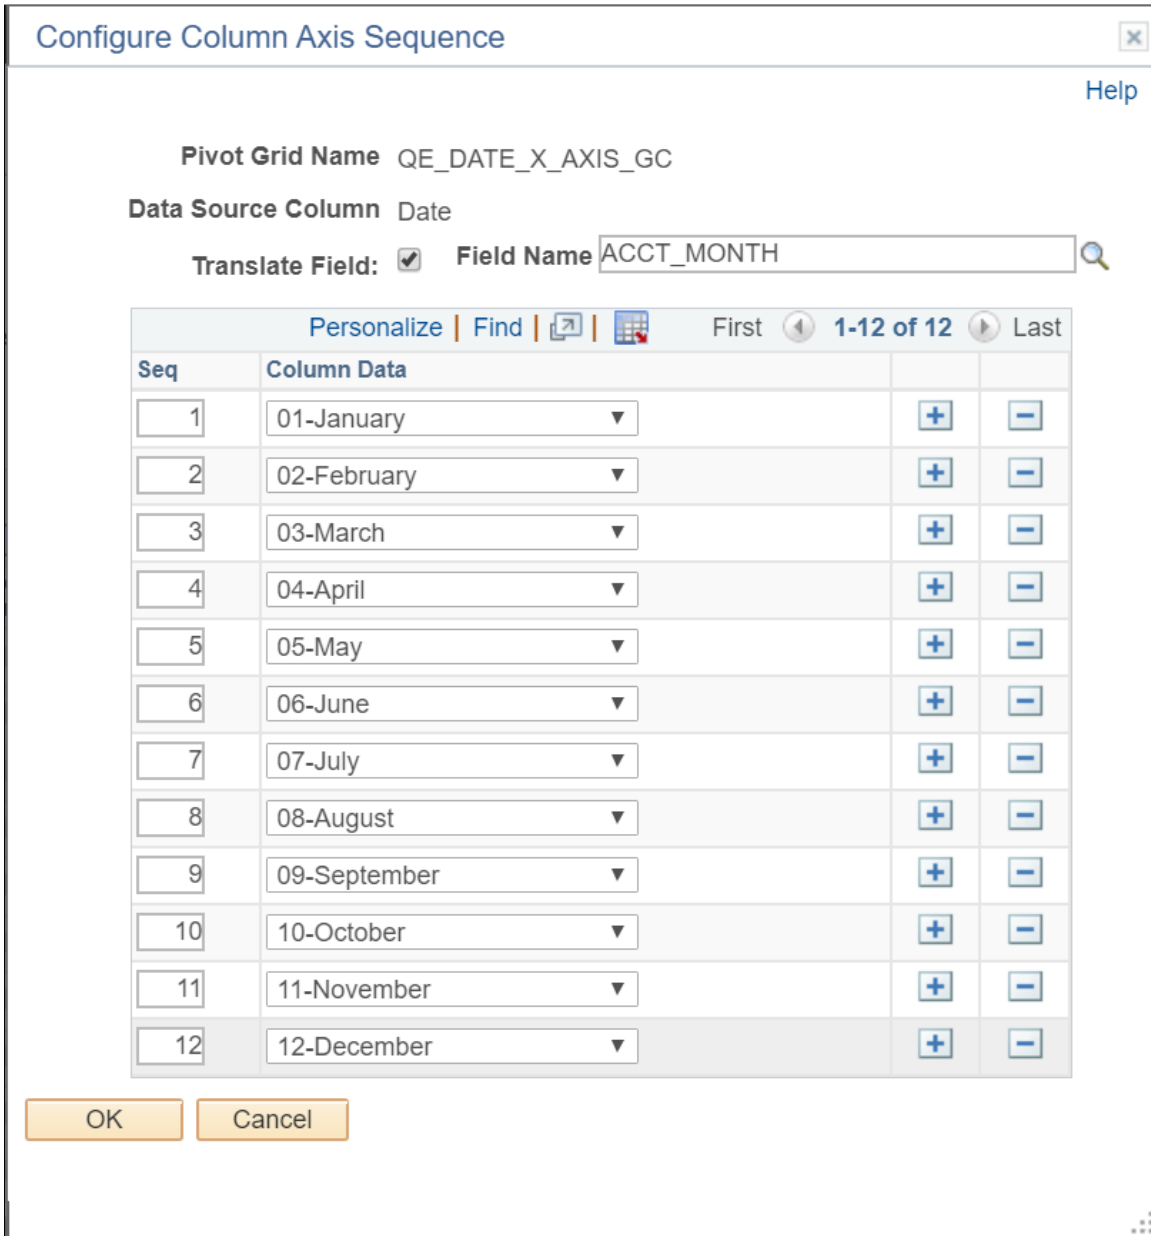 Configure Column Axis Sequence
Help
Pivot Grid Name QE_DATE_X_AXIS_GC
Data Source Column Date
Translate Field: Field Name ACCT_MONTH
Personalize | Find | | First 1-12 of 12 Last
Seq Column Data
1 01-January
2 02-February
3 03-March
4 04-April
5 05-May
6 06-June
7 07-July
8 08-August
9 09-September
10 10-October
11 11-November
12 12-December
OK Cancel